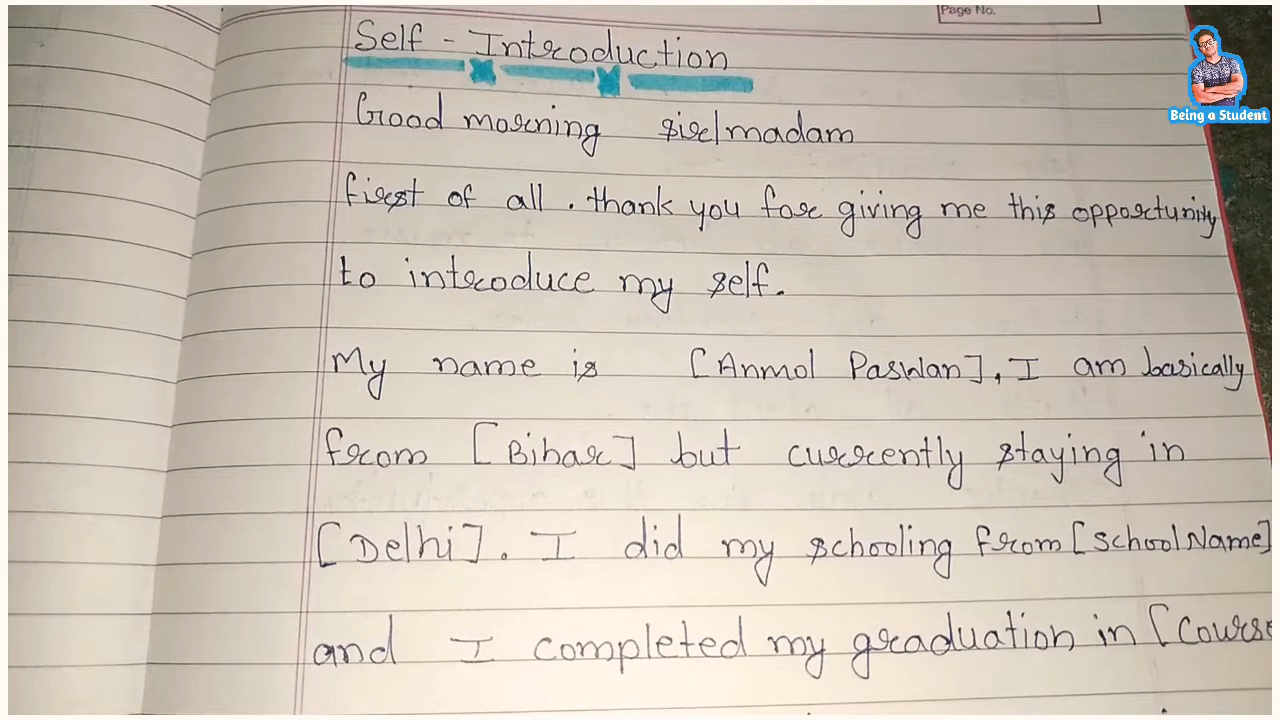 Page No.
Self - Introduction
Being a Student
Good morning sir/madam
first of all . thank you for giving me this opportunity
to introduce my self.
My name is [Anmol Paswan]. I am basically
from [Bihar] but currently staying in
[Delhi]. I did my schooling from [School Name]
and I completed my graduation in [Course